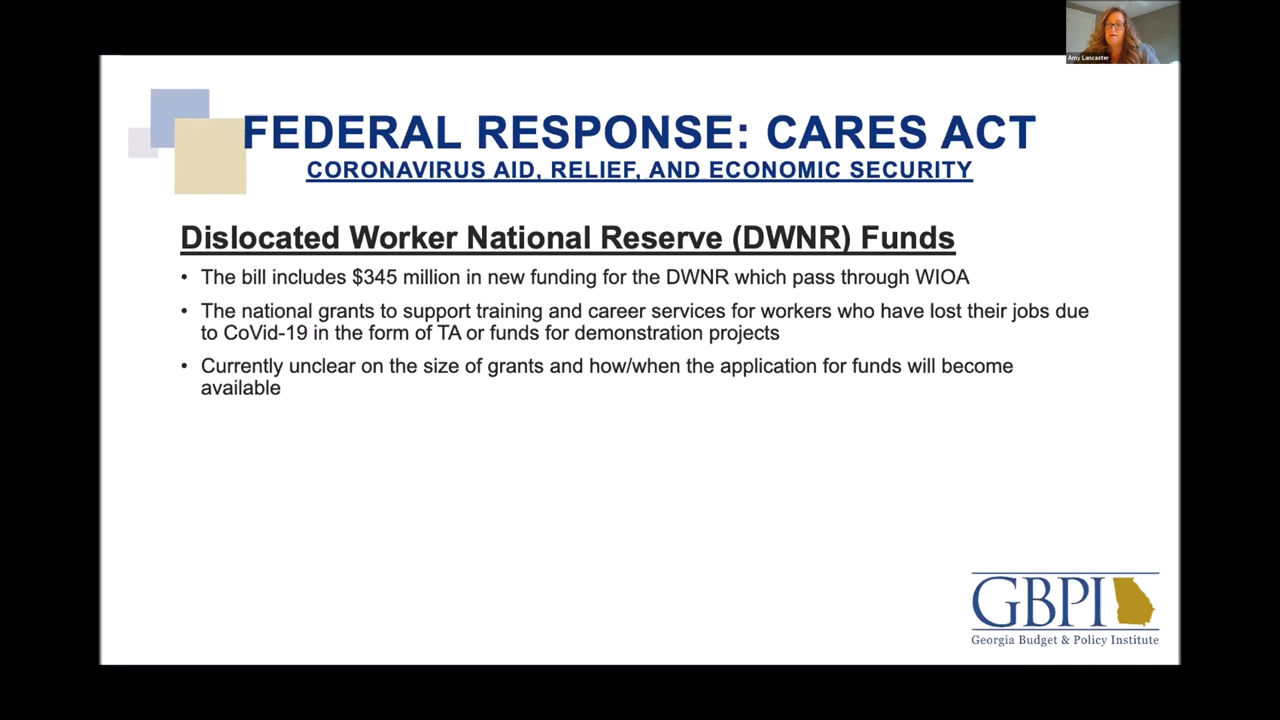 Amy Lancaster
FEDERAL RESPONSE: CARES ACT
CORONAVIRUS AID, RELIEF, AND ECONOMIC SECURITY
Dislocated Worker National Reserve (DWNR) Funds
• The bill includes $345 million in new funding for the DWNR which pass through WIOA
• The national grants to support training and career services for workers who have lost their jobs due
to CoVid-19 in the form of TA or funds for demonstration projects
• Currently unclear on the size of grants and how/when the application for funds will become
available
GBPI
Georgia Budget & Policy Institute